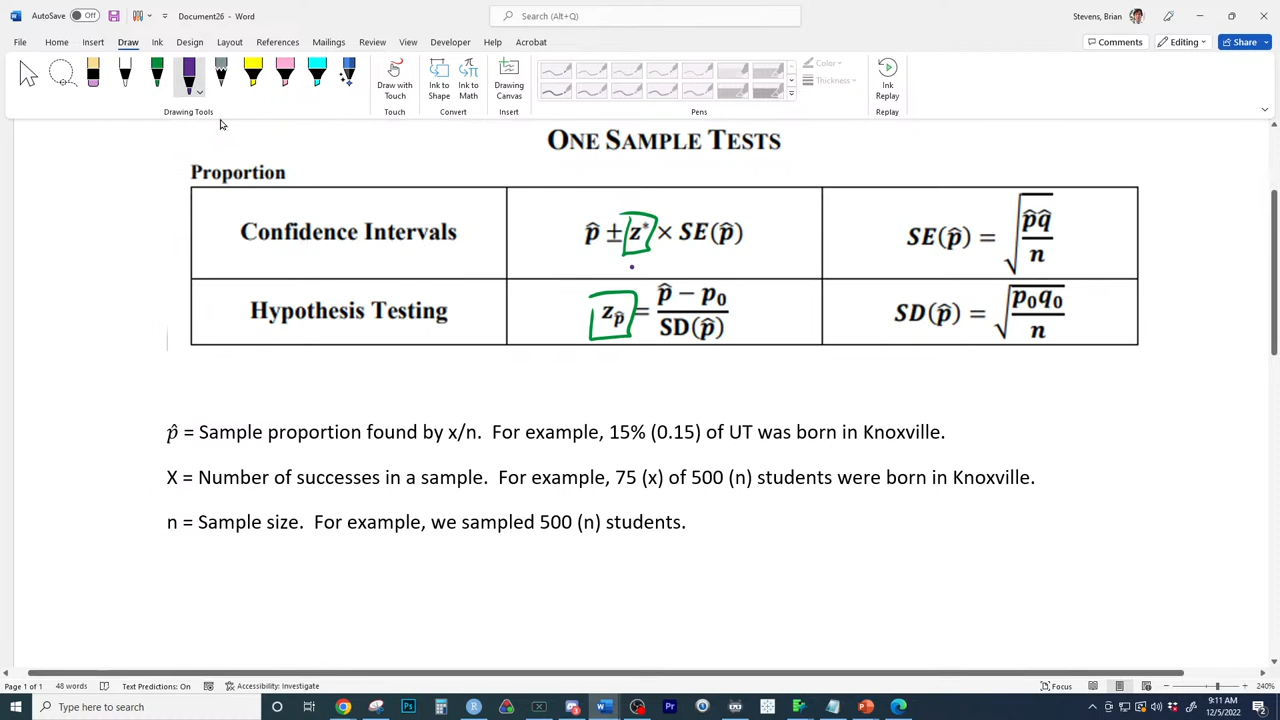 AutoSave Off Document26 - Word Search (Alt+Q) Stevens, Brian
File Home Insert Draw Ink Design Layout References Mailings Review View Developer Help Acrobat Comments Editing Share
Draw with Touch Ink to Shape Ink to Math Drawing Canvas Color Thickness Ink Replay
Drawing Tools Touch Convert Insert Pens Replay
ONE SAMPLE TESTS
Proportion
Confidence Intervals p̂ ± z* × SE(p̂) SE(p̂) = √(p̂q̂/n)
Hypothesis Testing z_p̂ = (p̂ − p₀)/SD(p̂) SD(p̂) = √(p₀q₀/n)
p̂ = Sample proportion found by x/n. For example, 15% (0.15) of UT was born in Knoxville.
X = Number of successes in a sample. For example, 75 (x) of 500 (n) students were born in Knoxville.
n = Sample size. For example, we sampled 500 (n) students.
Page 1 of 1 48 words Text Predictions: On Accessibility: Investigate Focus 240%
Type here to search 9:11 AM
12/5/2022